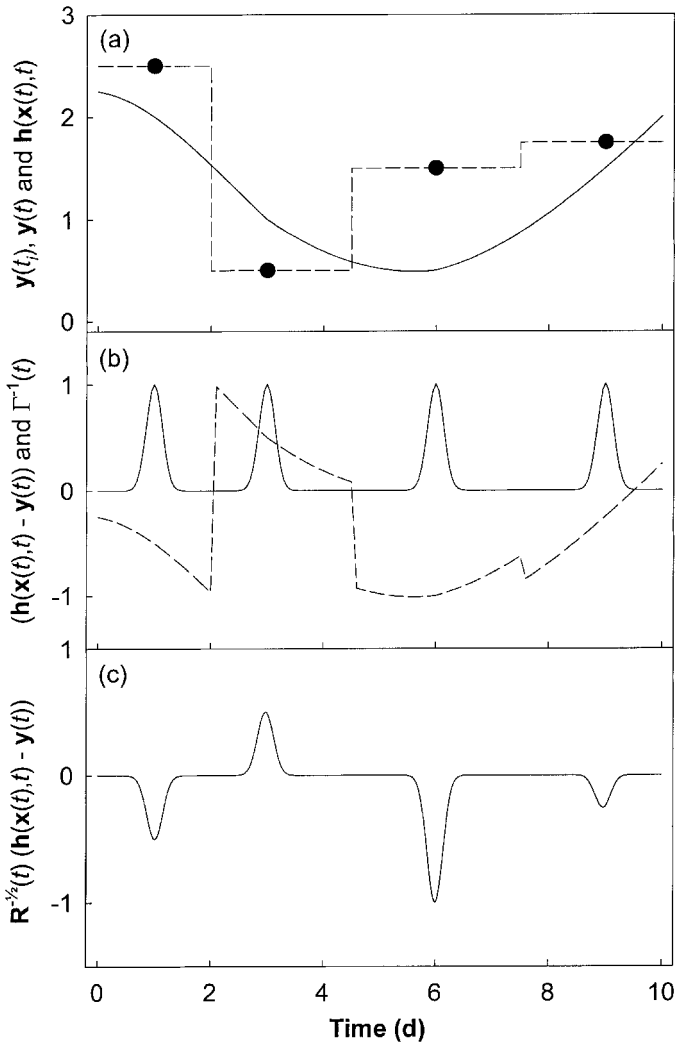 (a)
3
2
1
0
y(tᵢ), y(t) and h(x(t),t)
(b)
1
0
-1
1
(h(x(t),t) - y(t)) and Γ⁻¹(t)
(c)
0
-1
R⁻½(t) (h(x(t),t) - y(t))
0 2 4 6 8 10
Time (d)